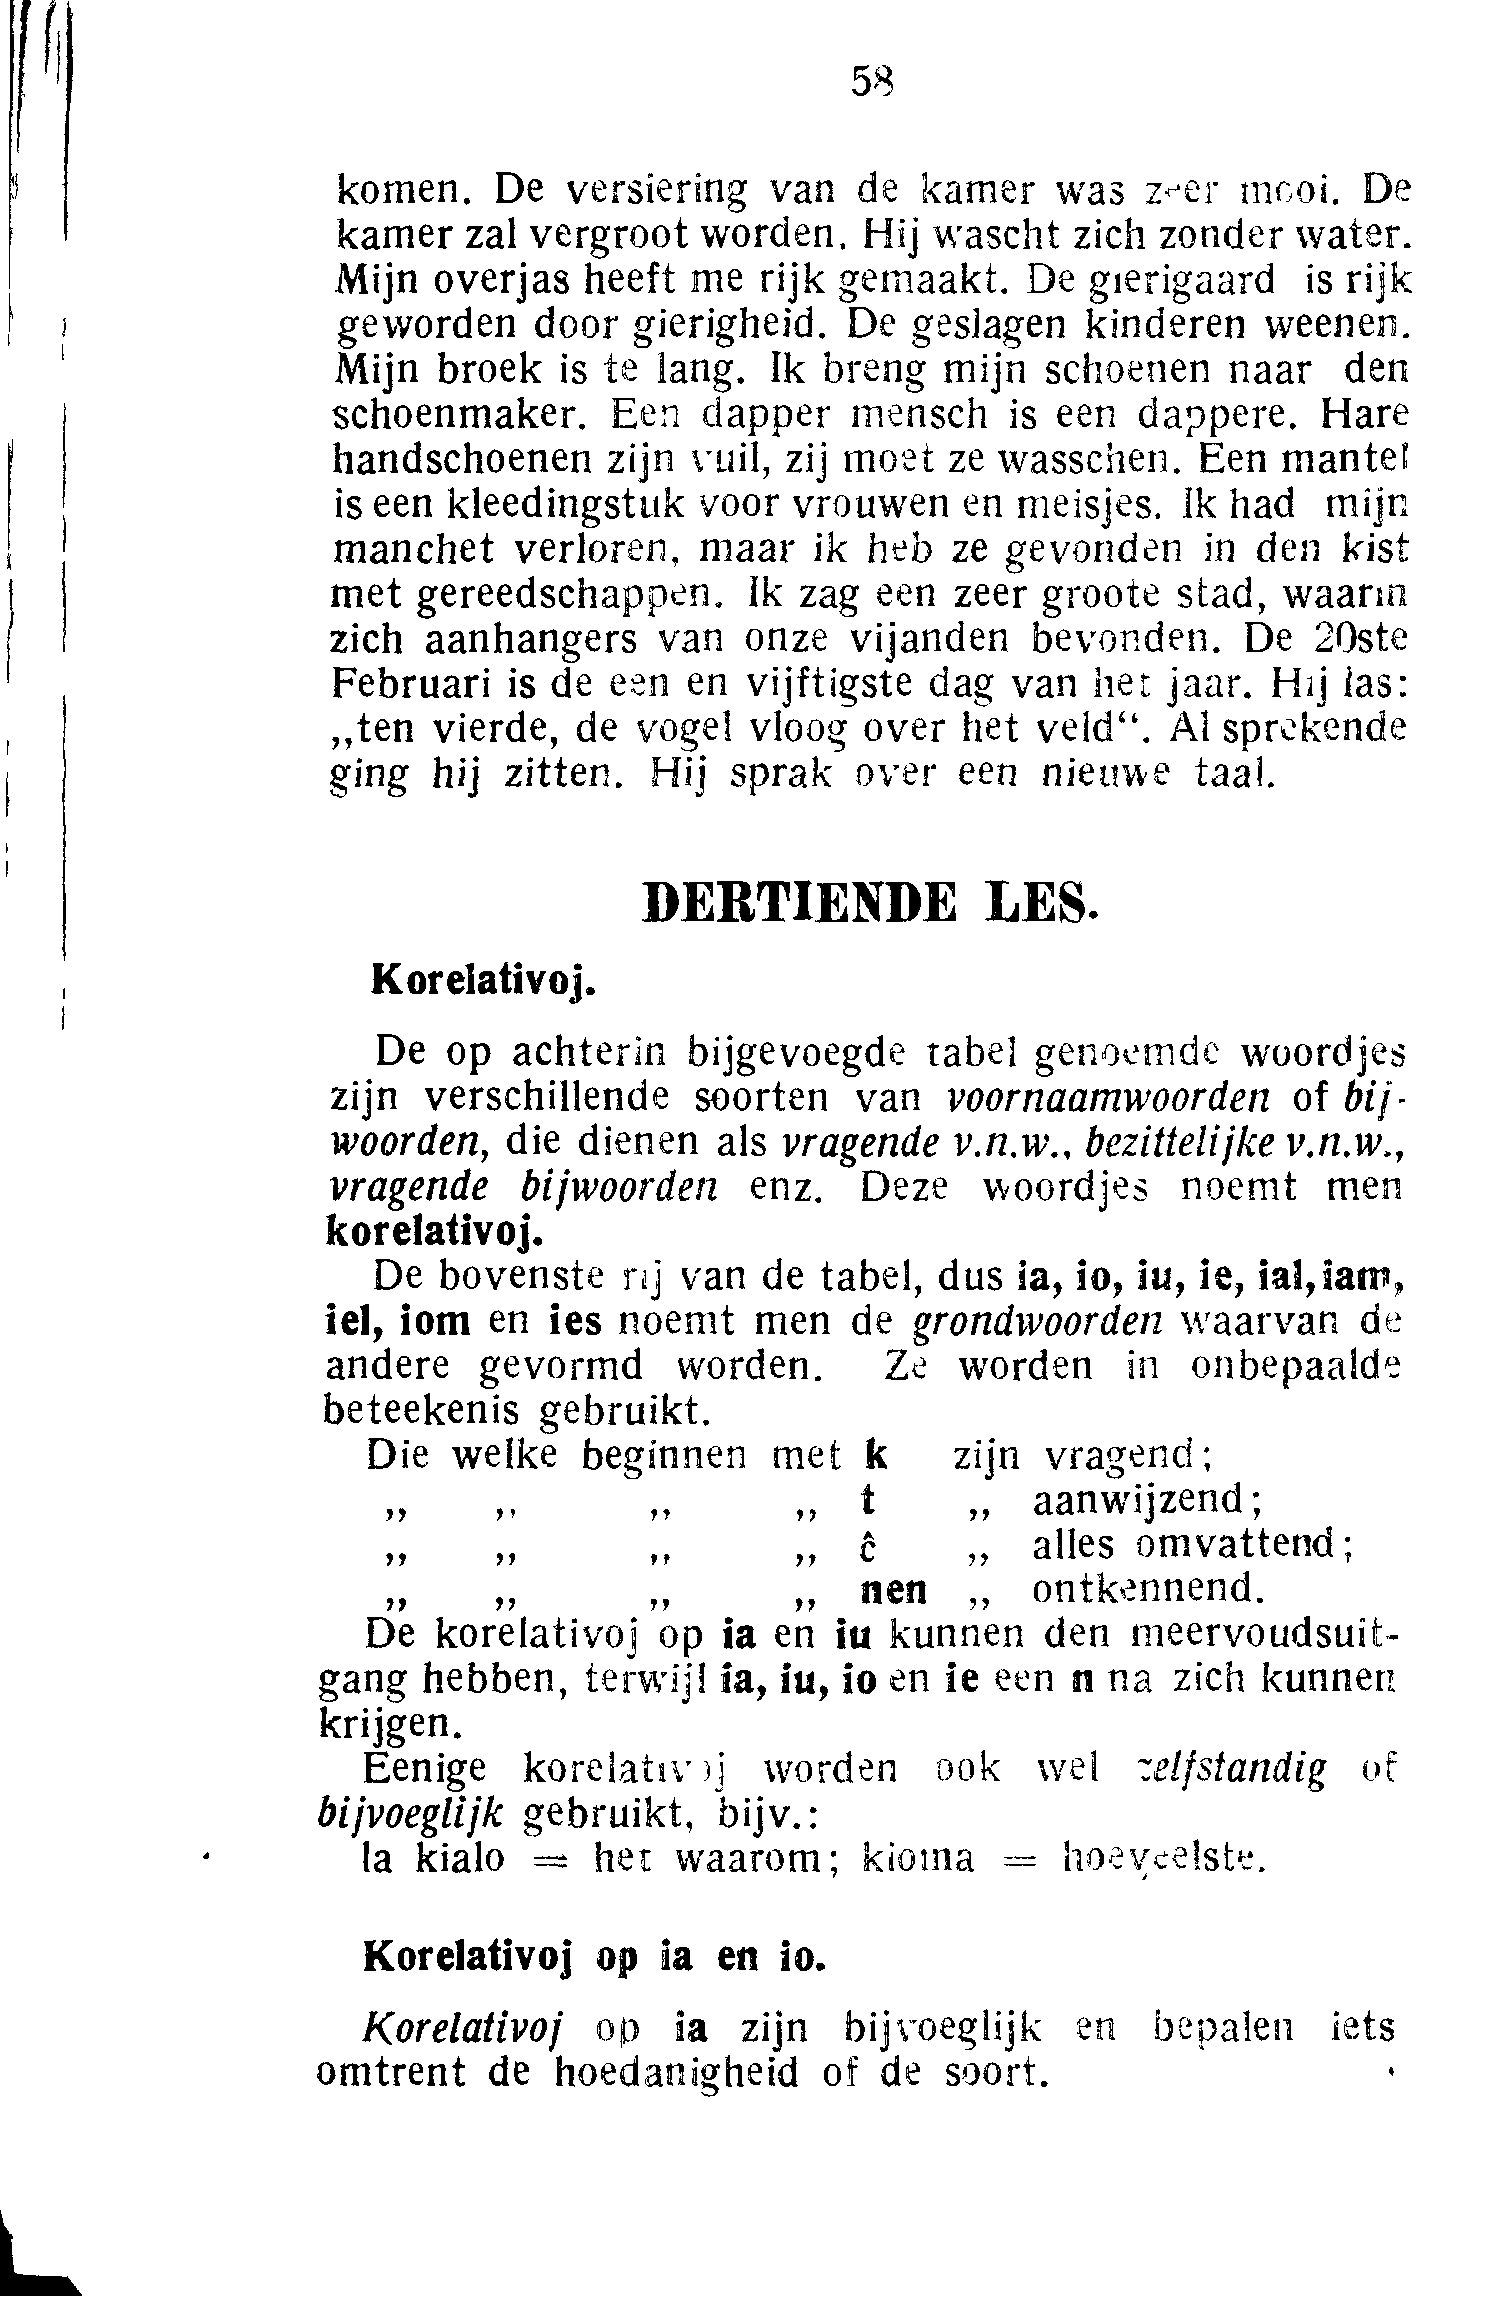 58
komen. De versiering van de kamer was zeer mooi. De
kamer zal vergroot worden. Hij wascht zich zonder water.
Mijn overjas heeft me rijk gemaakt. De gierigaard is rijk
geworden door gierigheid. De geslagen kinderen weenen.
Mijn broek is te lang. Ik breng mijn schoenen naar den
schoenmaker. Een dapper mensch is een dappere. Hare
handschoenen zijn vuil, zij moet ze wasschen. Een mantel
is een kleedingstuk voor vrouwen en meisjes. Ik had mijn
manchet verloren, maar ik heb ze gevonden in den kist
met gereedschappen. Ik zag een zeer groote stad, waarin
zich aanhangers van onze vijanden bevonden. De 20ste
Februari is de een en vijftigste dag van het jaar. Hij las:
„ten vierde, de vogel vloog over het veld“. Al sprekende
ging hij zitten. Hij sprak over een nieuwe taal.
DERTIENDE LES.
Korelativoj.
De op achterin bijgevoegde tabel genoemde woordjes
zijn verschillende soorten van voornaamwoorden of bij-
woorden, die dienen als vragende v.n.w., bezittelijke v.n.w.,
vragende bijwoorden enz. Deze woordjes noemt men
korelativoj.
De bovenste rij van de tabel, dus ia, io, iu, ie, ial, iam,
iel, iom en ies noemt men de grondwoorden waarvan de
andere gevormd worden. Ze worden in onbepaalde
beteekenis gebruikt.
Die welke beginnen met k zijn vragend;
„ „ „ „ t „ aanwijzend;
„ „ „ „ ĉ „ alles omvattend;
„ „ „ „ nen „ ontkennend.
De korelativoj op ia en iu kunnen den meervoudsuit-
gang hebben, terwijl ia, iu, io en ie een n na zich kunnen
krijgen.
Eenige korelativoj worden ook wel zelfstandig of
bijvoeglijk gebruikt, bijv.:
la kialo = het waarom; kioma = hoeveelste.
Korelativoj op ia en io.
Korelativoj op ia zijn bijvoeglijk en bepalen iets
omtrent de hoedanigheid of de soort.